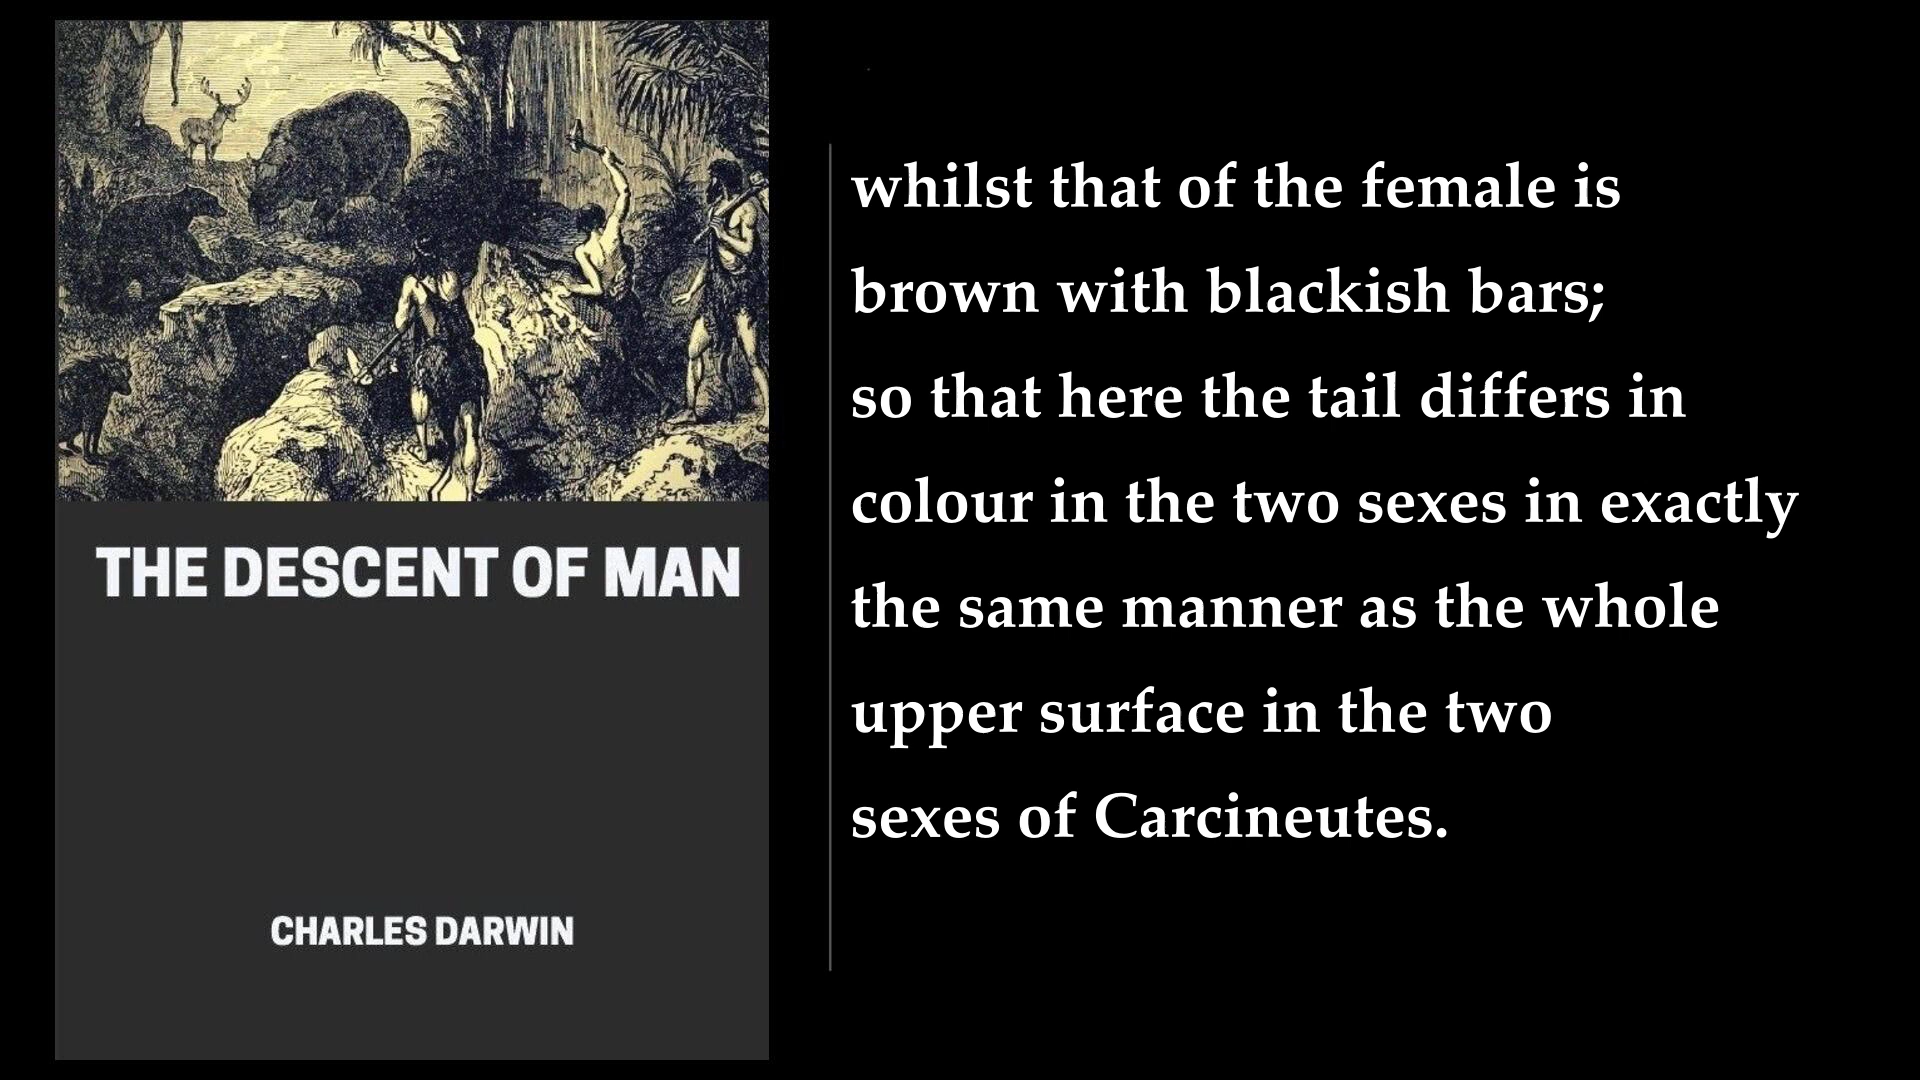 THE DESCENT OF MAN
CHARLES DARWIN
whilst that of the female is
brown with blackish bars;
so that here the tail differs in
colour in the two sexes in exactly
the same manner as the whole
upper surface in the two
sexes of Carcineutes.